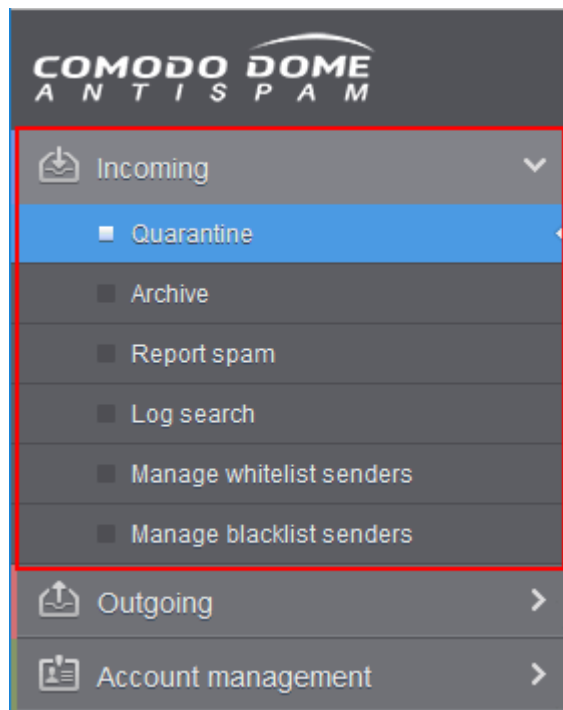 COMODO DOME
ANTISPAM
Incoming
Quarantine
Archive
Report spam
Log search
Manage whitelist senders
Manage blacklist senders
Outgoing
Account management